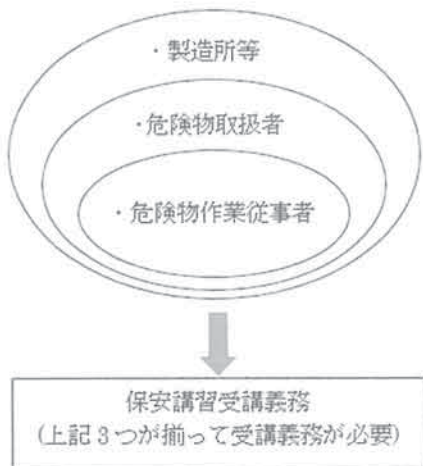 ・製造所等
・危険物取扱者
・危険物作業従事者
保安講習受講義務
(上記3つが揃って受講義務が必要)